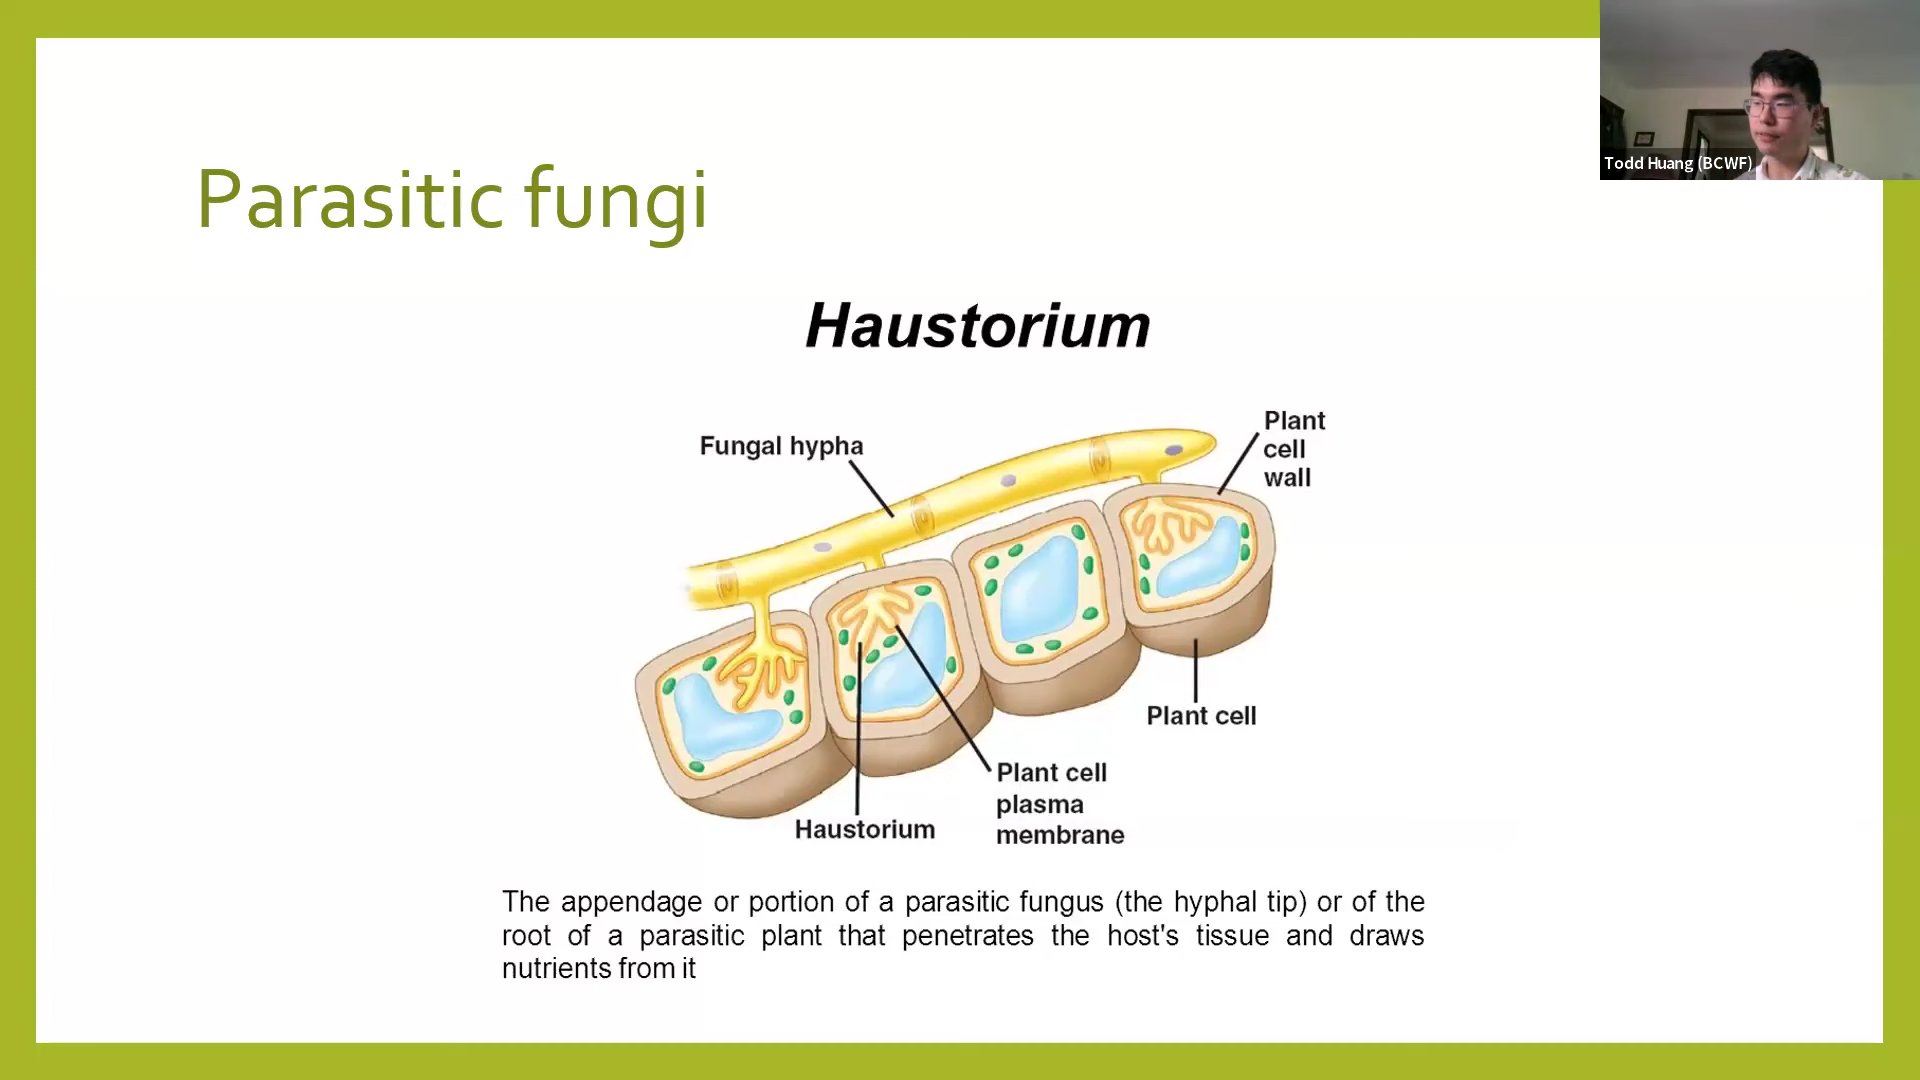 Todd Huang (BCWF)
Parasitic fungi
Haustorium
Fungal hypha
Plant
cell
wall
Plant cell
Plant cell
plasma
membrane
Haustorium
The appendage or portion of a parasitic fungus (the hyphal tip) or of the
root of a parasitic plant that penetrates the host's tissue and draws
nutrients from it